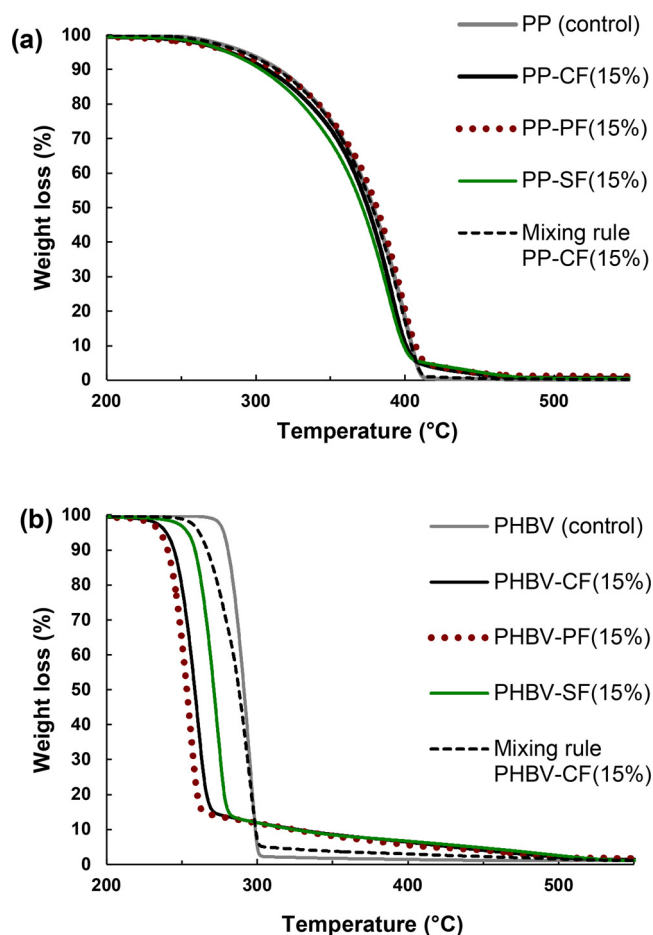 (a)
100
90
80
70
60
50
40
30
20
10
0
Weight loss (%)
200
300
400
500
Temperature (°C)
PP (control)
PP-CF(15%)
PP-PF(15%)
PP-SF(15%)
Mixing rule
PP-CF(15%)
(b)
100
90
80
70
60
50
40
30
20
10
0
Weight loss (%)
200
300
400
500
Temperature (°C)
PHBV (control)
PHBV-CF(15%)
PHBV-PF(15%)
PHBV-SF(15%)
Mixing rule
PHBV-CF(15%)